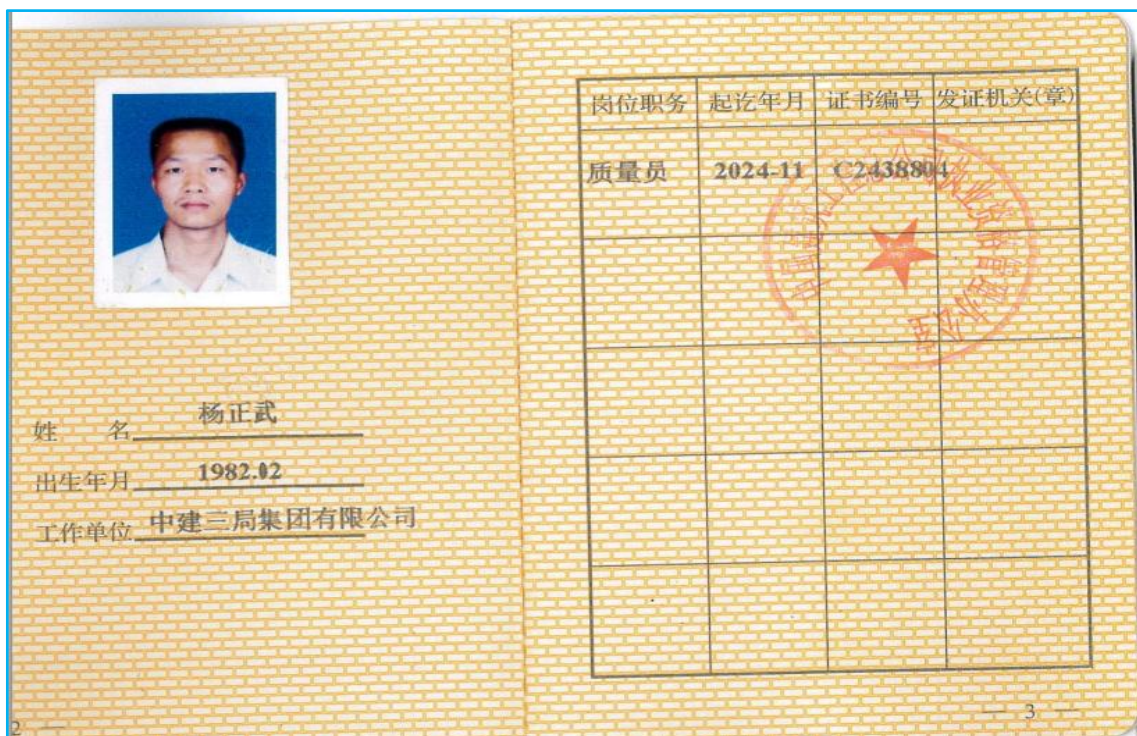 姓 名 杨正武
出生年月 1982.02
工作单位 中建三局集团有限公司
2 —
岗位职务 起讫年月 证书编号 发证机关(章)
质量员 2024-11 C2438804
— 3 —